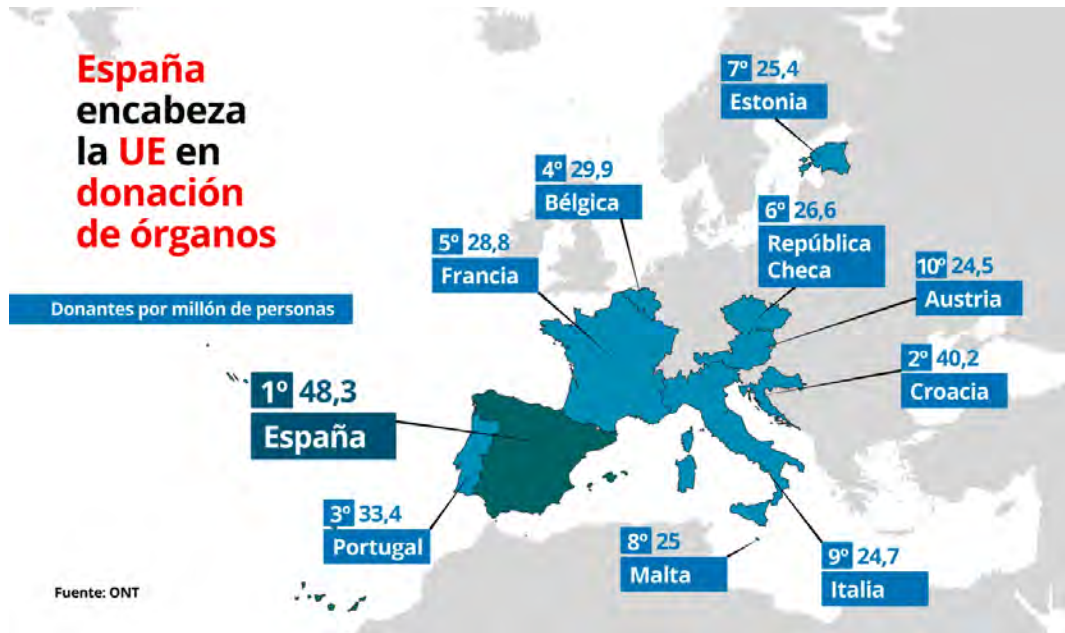 España
encabeza
la UE en
donación
de órganos
Donantes por millón de personas
1º 48,3
España
3º 33,4
Portugal
5º 28,8
Francia
4º 29,9
Bélgica
7º 25,4
Estonia
6º 26,6
República
Checa
10º 24,5
Austria
2º 40,2
Croacia
8º 25
Malta
9º 24,7
Italia
Fuente: ONT